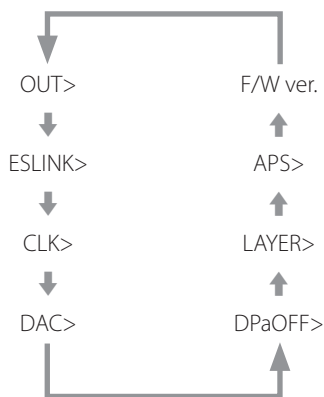 OUT>
F/W ver.
ESLINK>
APS>
CLK>
LAYER>
DAC>
DPaOFF>